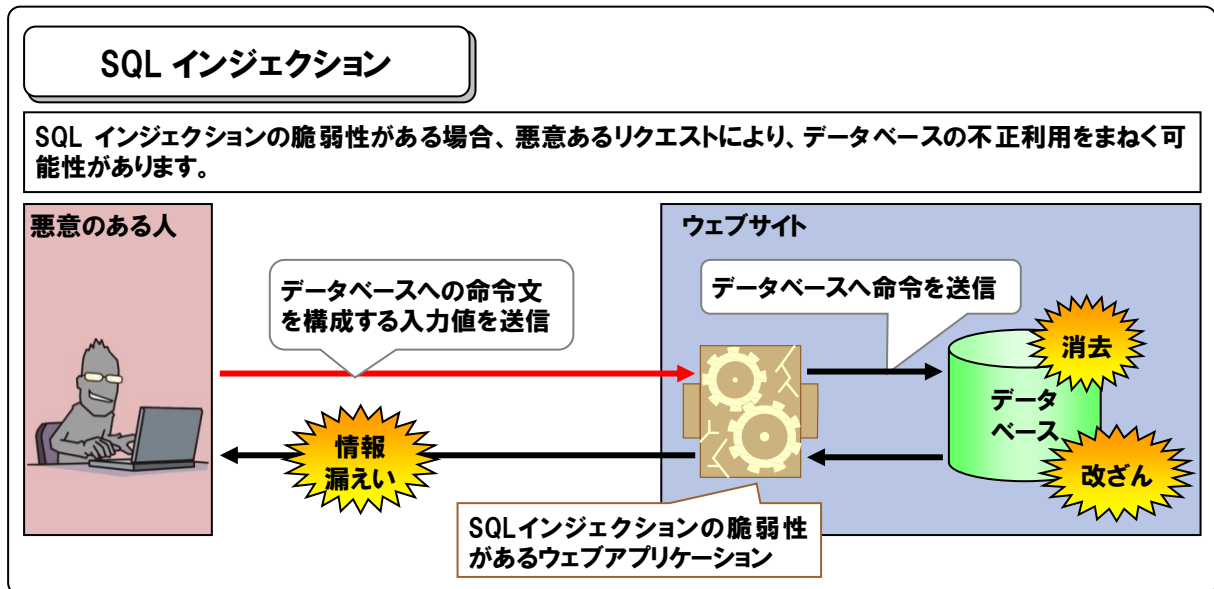 SQL インジェクション
SQL インジェクションの脆弱性がある場合、悪意あるリクエストにより、データベースの不正利用をまねく可
能性があります。
悪意のある人
ウェブサイト
データベースへの命令文
を構成する入力値を送信
データベースへ命令を送信
消去
データ
ベース
改ざん
情報
漏えい
SQLインジェクションの脆弱性
があるウェブアプリケーション